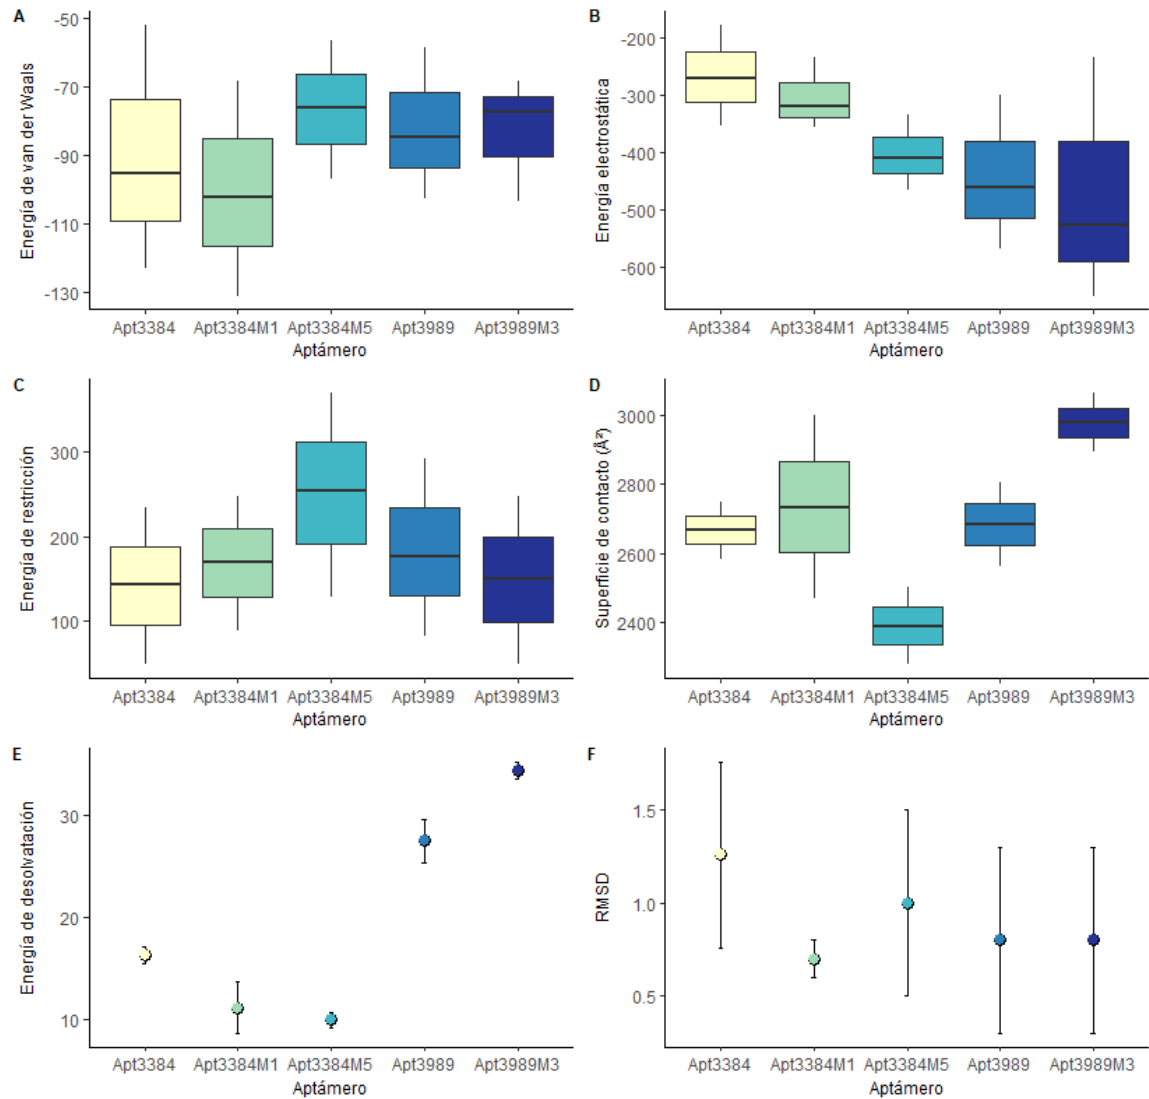 A
Energía de van der Waals
-50
-70
-90
-110
-130
Apt3384 Apt3384M1 Apt3384M5 Apt3989 Apt3989M3
Aptámero
B
Energía electrostática
-200
-300
-400
-500
-600
Apt3384 Apt3384M1 Apt3384M5 Apt3989 Apt3989M3
Aptámero
C
Energía de restricción
300
200
100
Apt3384 Apt3384M1 Apt3384M5 Apt3989 Apt3989M3
Aptámero
D
Superficie de contacto (Å²)
3000
2800
2600
2400
Apt3384 Apt3384M1 Apt3384M5 Apt3989 Apt3989M3
Aptámero
E
Energía de desolvatación
30
20
10
Apt3384 Apt3384M1 Apt3384M5 Apt3989 Apt3989M3
Aptámero
F
RMSD
1.5
1.0
0.5
Apt3384 Apt3384M1 Apt3384M5 Apt3989 Apt3989M3
Aptámero